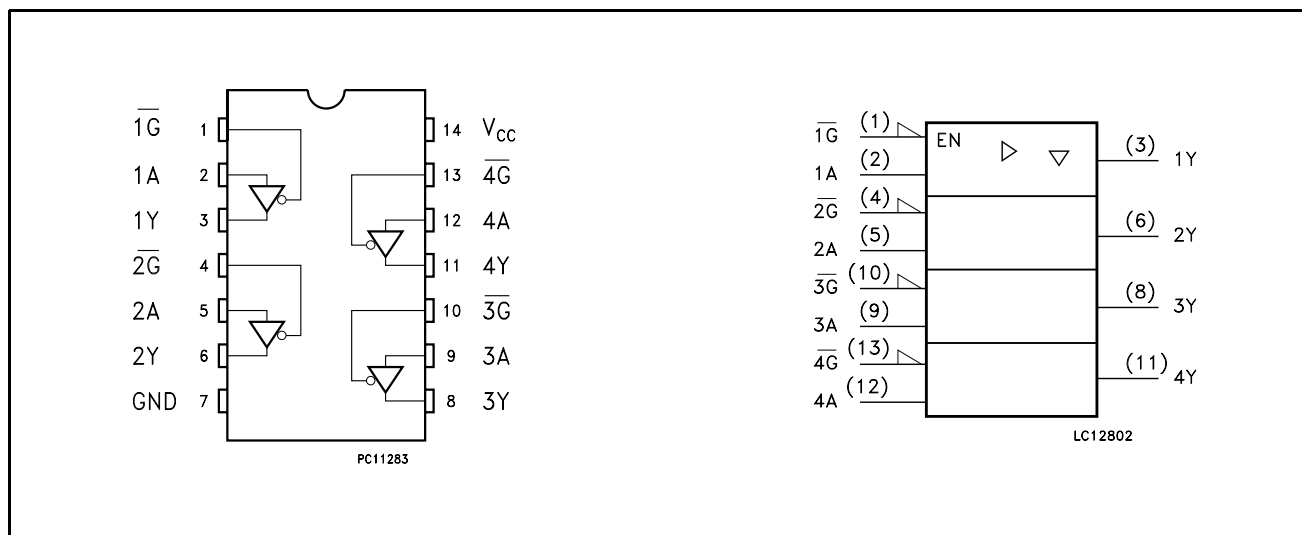 1G̅ 1 14 VCC
1A 2 13 4G̅
1Y 3 12 4A
2G̅ 4 11 4Y
2A 5 10 3G̅
2Y 6 9 3A
GND 7 8 3Y
PC11283
1G̅ (1) EN (3) 1Y
1A (2)
2G̅ (4) (6) 2Y
2A (5)
3G̅ (10) (8) 3Y
3A (9)
4G̅ (13) (11) 4Y
4A (12)
LC12802